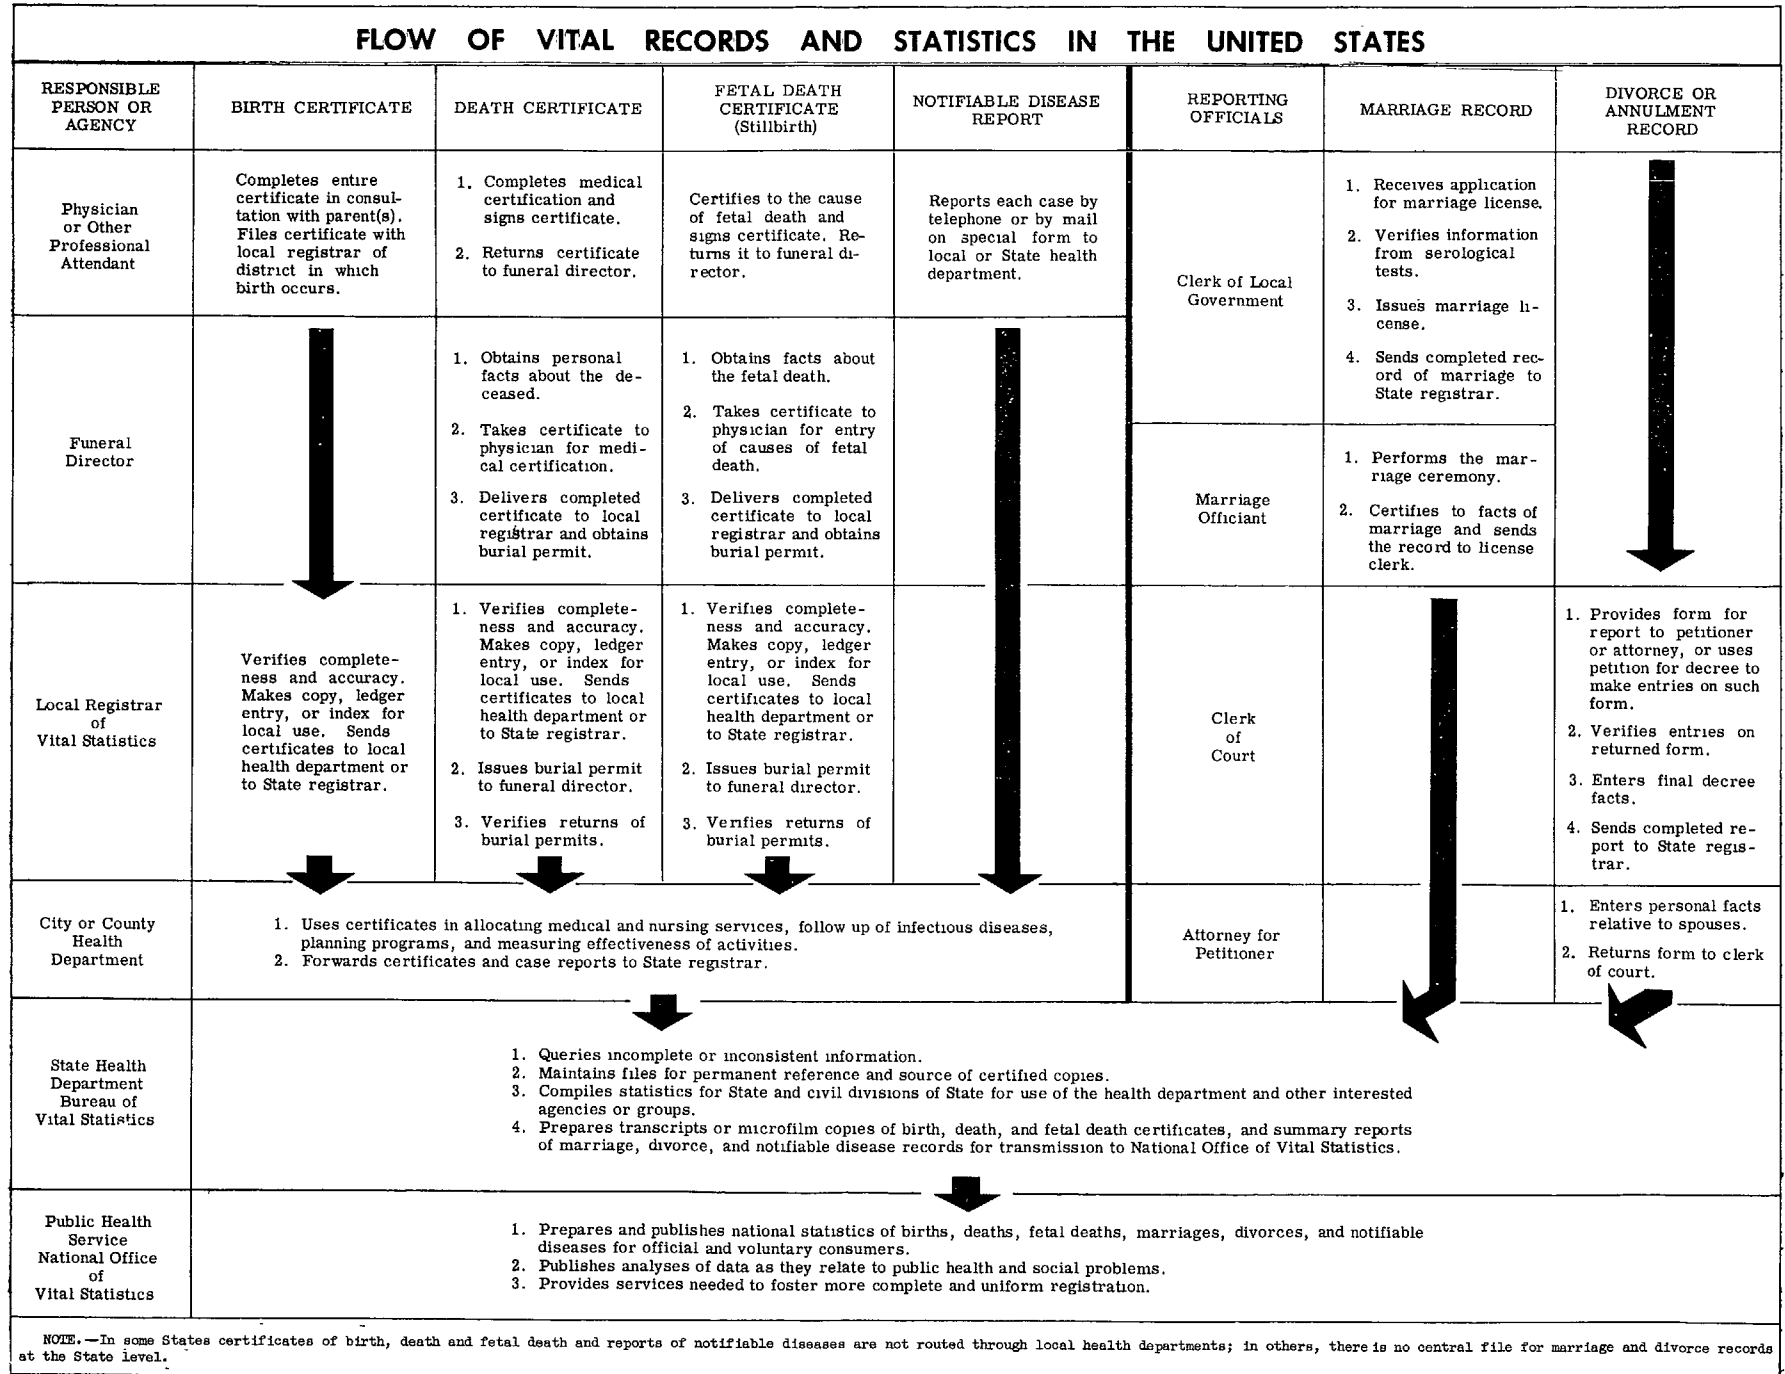 FLOW OF VITAL RECORDS AND STATISTICS IN THE UNITED STATES
RESPONSIBLE
PERSON OR
AGENCY
BIRTH CERTIFICATE
DEATH CERTIFICATE
FETAL DEATH
CERTIFICATE
(Stillbirth)
NOTIFIABLE DISEASE
REPORT
REPORTING
OFFICIALS
MARRIAGE RECORD
DIVORCE OR
ANNULMENT
RECORD
Physician
or Other
Professional
Attendant
Completes entire
certificate in consul-
tation with parent(s).
Files certificate with
local registrar of
district in which
birth occurs.
1. Completes medical
certification and
signs certificate.
2. Returns certificate
to funeral director.
Certifies to the cause
of fetal death and
signs certificate. Re-
turns it to funeral di-
rector.
Reports each case by
telephone or by mail
on special form to
local or State health
department.
Clerk of Local
Government
1. Receives application
for marriage license.
2. Verifies information
from serological
tests.
3. Issues marriage li-
cense.
4. Sends completed rec-
ord of marriage to
State registrar.
Funeral
Director
1. Obtains personal
facts about the de-
ceased.
2. Takes certificate to
physician for medi-
cal certification.
3. Delivers completed
certificate to local
registrar and obtains
burial permit.
1. Obtains facts about
the fetal death.
2. Takes certificate to
physician for entry
of causes of fetal
death.
3. Delivers completed
certificate to local
registrar and obtains
burial permit.
Marriage
Officiant
1. Performs the mar-
riage ceremony.
2. Certifies to facts of
marriage and sends
the record to license
clerk.
Local Registrar
of
Vital Statistics
Verifies complete-
ness and accuracy.
Makes copy, ledger
entry, or index for
local use. Sends
certificates to local
health department or
to State registrar.
1. Verifies complete-
ness and accuracy.
Makes copy, ledger
entry, or index for
local use. Sends
certificates to local
health department or
to State registrar.
2. Issues burial permit
to funeral director.
3. Verifies returns of
burial permits.
1. Verifies complete-
ness and accuracy.
Makes copy, ledger
entry, or index for
local use. Sends
certificates to local
health department or
to State registrar.
2. Issues burial permit
to funeral director.
3. Verifies returns of
burial permits.
Clerk
of
Court
1. Provides form for
report to petitioner
or attorney, or uses
petition for decree to
make entries on such
form.
2. Verifies entries on
returned form.
3. Enters final decree
facts.
4. Sends completed re-
port to State regis-
trar.
City or County
Health
Department
1. Uses certificates in allocating medical and nursing services, follow up of infectious diseases,
planning programs, and measuring effectiveness of activities.
2. Forwards certificates and case reports to State registrar.
Attorney for
Petitioner
1. Enters personal facts
relative to spouses.
2. Returns form to clerk
of court.
State Health
Department
Bureau of
Vital Statistics
1. Queries incomplete or inconsistent information.
2. Maintains files for permanent reference and source of certified copies.
3. Compiles statistics for State and civil divisions of State for use of the health department and other interested
agencies or groups.
4. Prepares transcripts or microfilm copies of birth, death, and fetal death certificates, and summary reports
of marriage, divorce, and notifiable disease records for transmission to National Office of Vital Statistics.
Public Health
Service
National Office
of
Vital Statistics
1. Prepares and publishes national statistics of births, deaths, fetal deaths, marriages, divorces, and notifiable
diseases for official and voluntary consumers.
2. Publishes analyses of data as they relate to public health and social problems.
3. Provides services needed to foster more complete and uniform registration.
NOTE.—In some States certificates of birth, death and fetal death and reports of notifiable diseases are not routed through local health departments; in others, there is no central file for marriage and divorce records
at the State level.